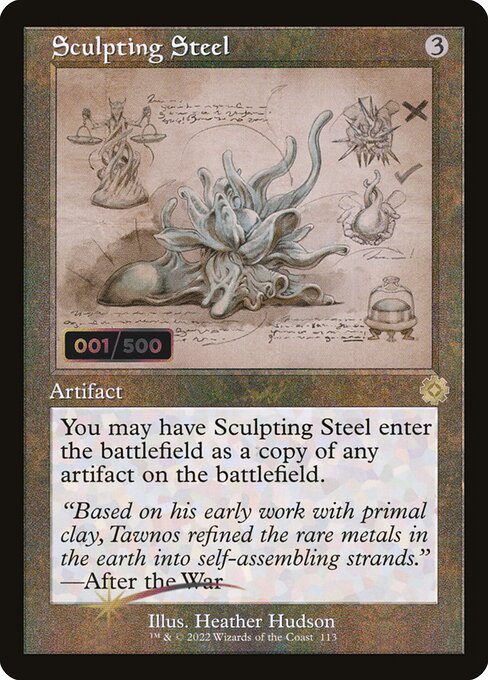 Sculpting Steel 3
001/500
Artifact
You may have Sculpting Steel enter
the battlefield as a copy of any
artifact on the battlefield.
“Based on his early work with primal
clay, Tawnos refined the rare metals in
the earth into self-assembling strands.”
—After the War
Illus. Heather Hudson
™ & © 2022 Wizards of the Coast 113